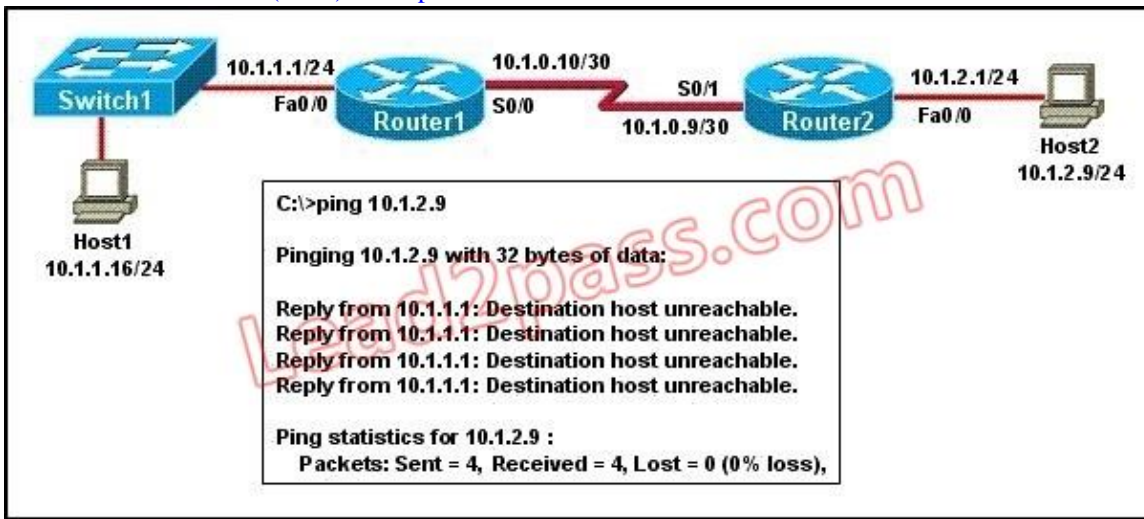 10.1.1.1/24
10.1.0.10/30
S0/1
10.1.2.1/24
Switch1
Fa0/0
Router1
S0/0
10.1.0.9/30
Router2
Fa0/0
Host2
10.1.2.9/24
Host1
10.1.1.16/24
C:\>ping 10.1.2.9
Pinging 10.1.2.9 with 32 bytes of data:
Reply from 10.1.1.1: Destination host unreachable.
Reply from 10.1.1.1: Destination host unreachable.
Reply from 10.1.1.1: Destination host unreachable.
Reply from 10.1.1.1: Destination host unreachable.
Ping statistics for 10.1.2.9 :
Packets: Sent = 4, Received = 4, Lost = 0 (0% loss),
Lead2pass.com